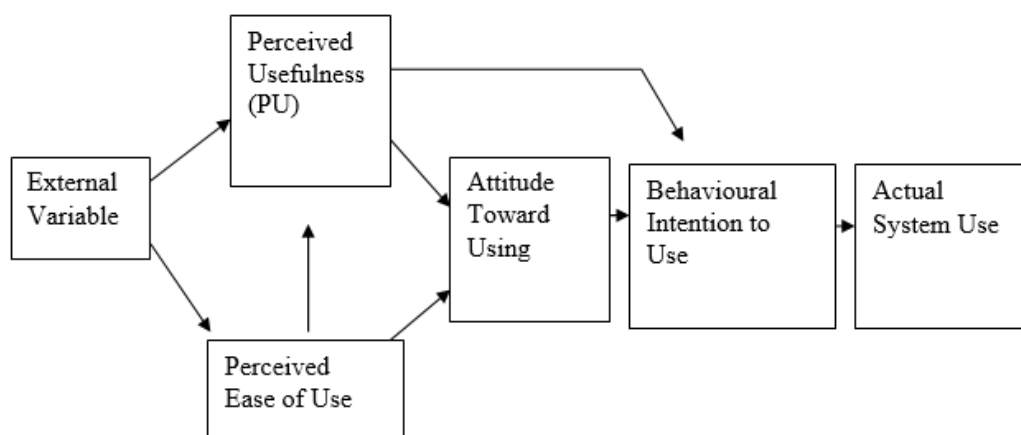 Perceived
Usefulness
(PU)
External
Variable
Attitude
Toward
Using
Behavioural
Intention to
Use
Actual
System Use
Perceived
Ease of Use